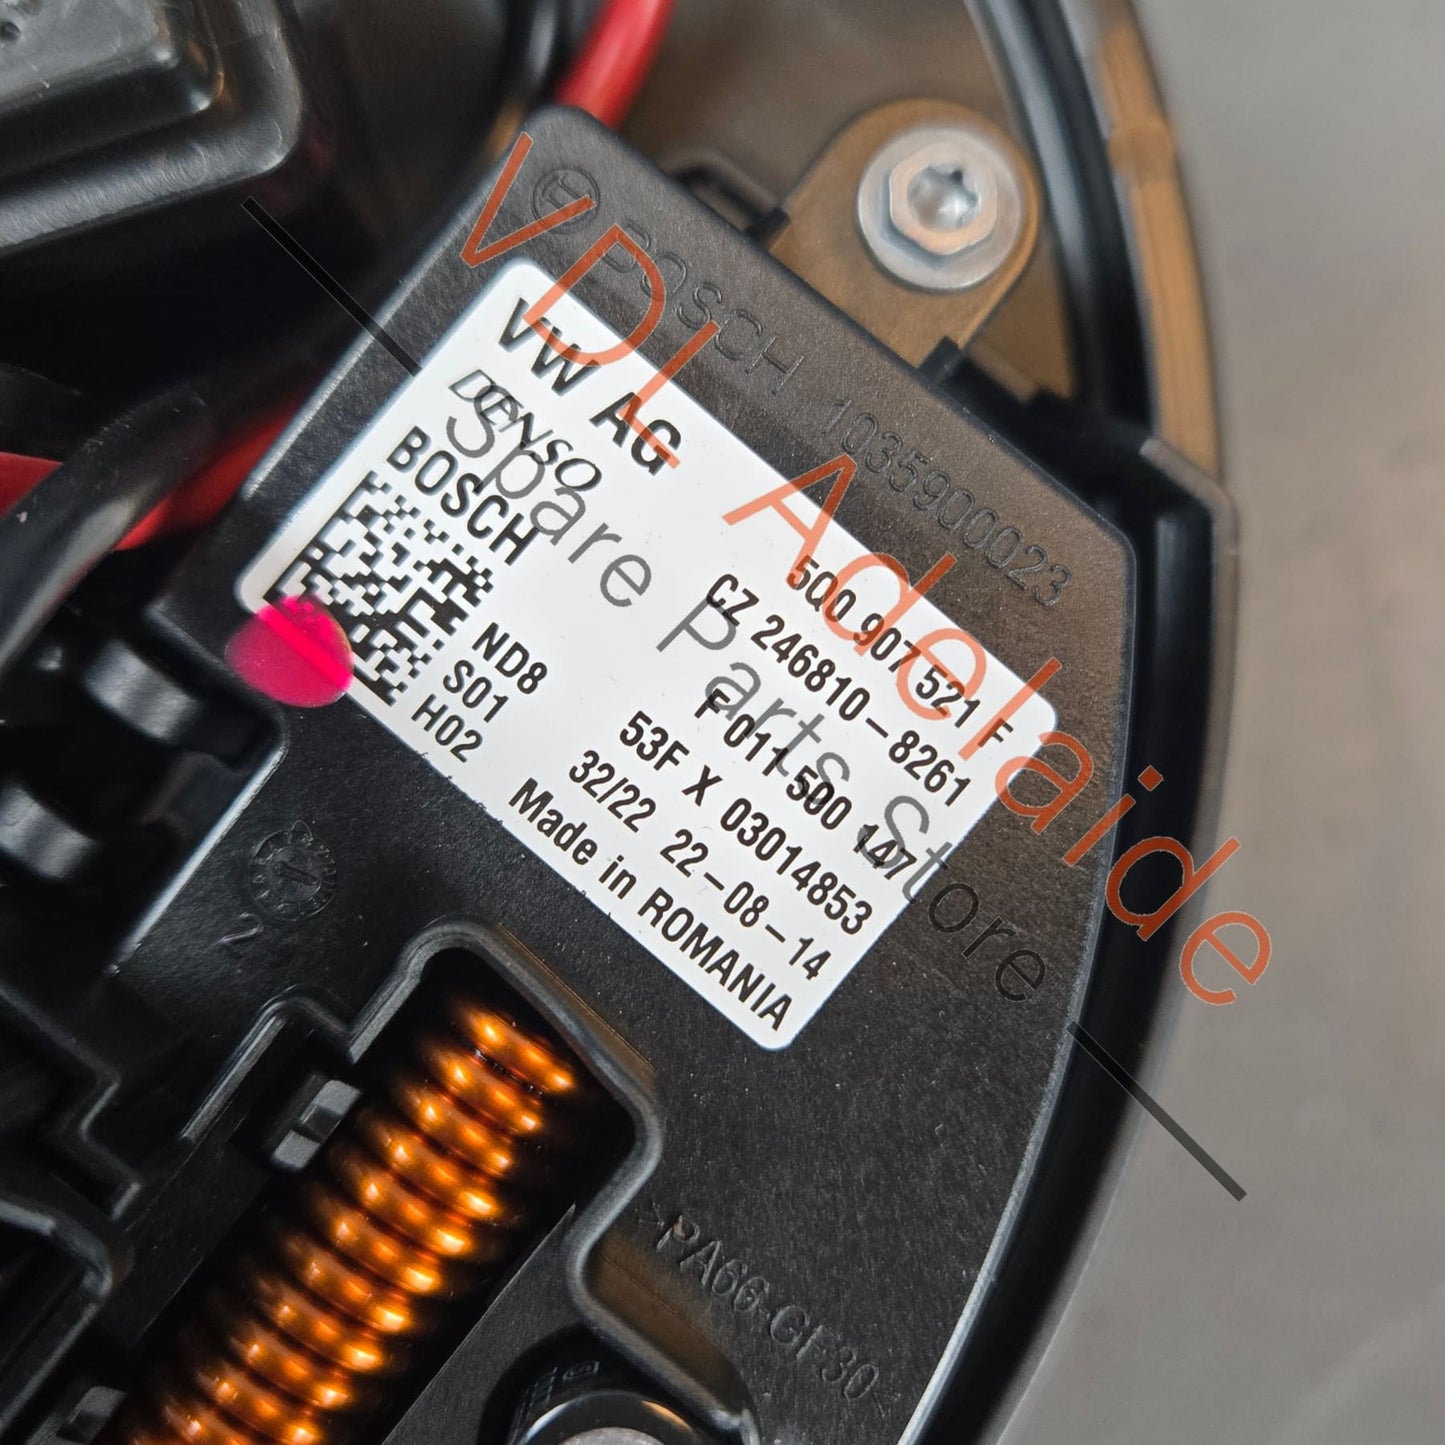 BOSCH 1035900023
VW AG
DENSO
BOSCH
5Q0 907 521 F
CZ 246810-8261
F 011 500 147
53F X 03014853
32/22 22-08-14
Made in ROMANIA
ND8
S01
H02
2
>PA66-GF30<
VDL Adelaide
Spare Parts Store